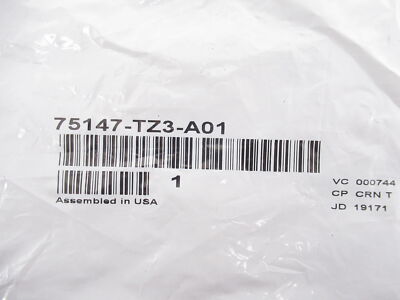 75147-TZ3-A01
1
Assembled in USA
VC 000744
CP CRN T
JD 19171